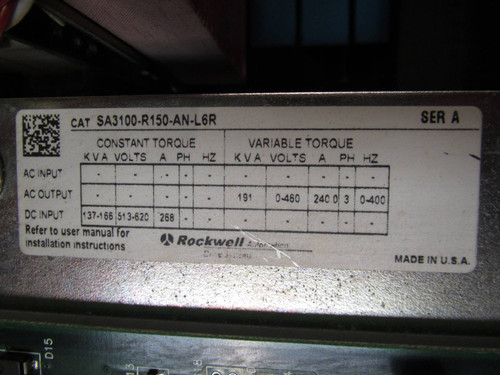 CAT SA3100-R150-AN-L6R SER A
CONSTANT TORQUE VARIABLE TORQUE
KVA VOLTS A PH HZ KVA VOLTS A PH HZ
AC INPUT - - - - - - - - - -
AC OUTPUT - - - - - 191 0-460 240.0 3 0-400
DC INPUT 137-166 513-620 268 - - - - - - -
Refer to user manual for
installation instructions
Rockwell Automation
MADE IN U.S.A.
D15